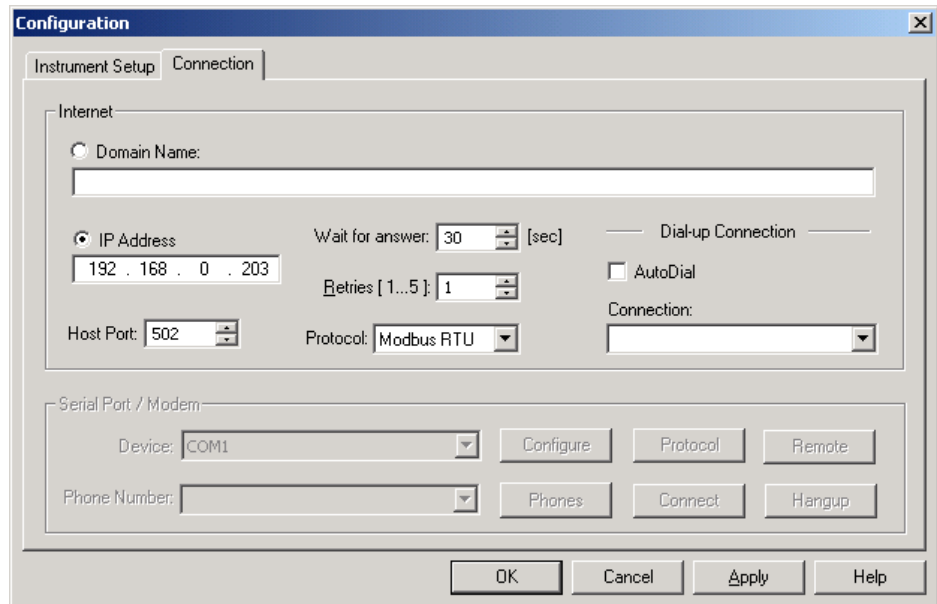 Configuration
Instrument Setup Connection
Internet
Domain Name:
IP Address Wait for answer: 30 [sec] Dial-up Connection
192 . 168 . 0 . 203 AutoDial
Retries [ 1...5 ]: 1
Connection:
Host Port: 502 Protocol: Modbus RTU
Serial Port / Modem
Device: COM1 Configure Protocol Remote
Phone Number: Phones Connect Hangup
OK Cancel Apply Help